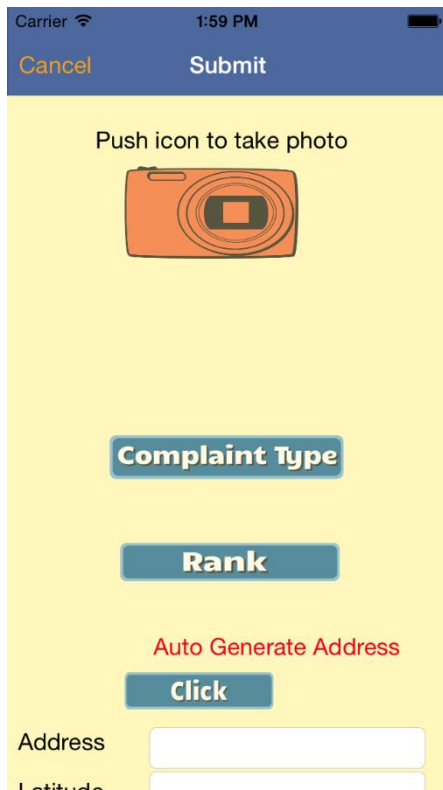 Carrier 1:59 PM
Cancel Submit
Push icon to take photo
Complaint Type
Rank
Auto Generate Address
Click
Address
Latitude